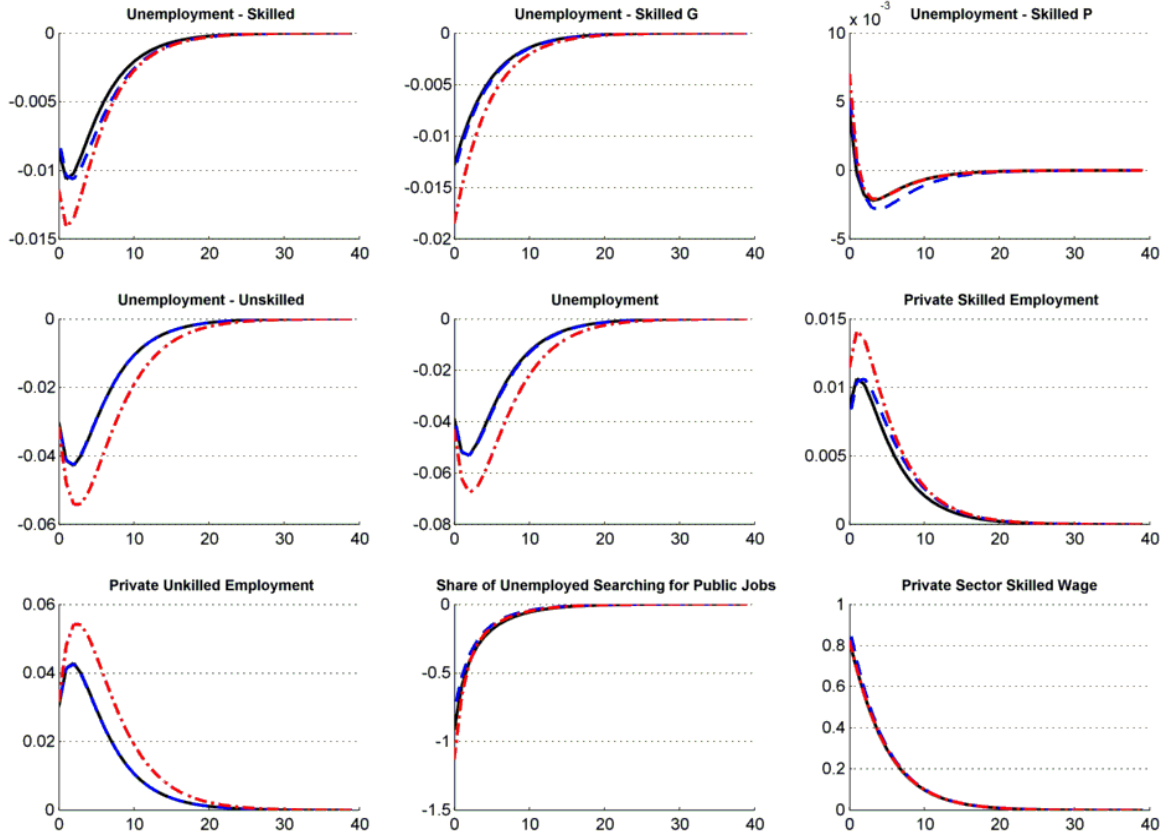 Unemployment - Skilled
0
-0.005
-0.01
-0.015
0 10 20 30 40
Unemployment - Skilled G
0
-0.005
-0.01
-0.015
-0.02
0 10 20 30 40
x 10⁻³ Unemployment - Skilled P
10
5
0
-5
0 10 20 30 40
Unemployment - Unskilled
0
-0.02
-0.04
-0.06
0 10 20 30 40
Unemployment
0
-0.02
-0.04
-0.06
-0.08
0 10 20 30 40
Private Skilled Employment
0.015
0.01
0.005
0
0 10 20 30 40
Private Unkilled Employment
0.06
0.04
0.02
0
0 10 20 30 40
Share of Unemployed Searching for Public Jobs
0
-0.5
-1
-1.5
0 10 20 30 40
Private Sector Skilled Wage
1
0.8
0.6
0.4
0.2
0
0 10 20 30 40